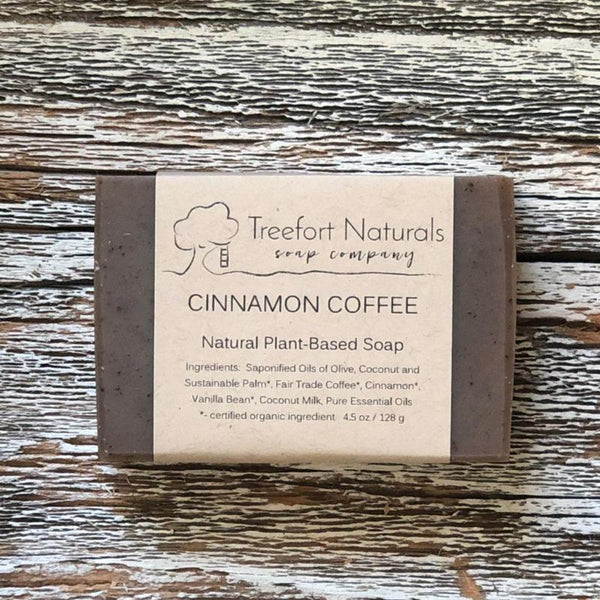 Treefort Naturals
soap company
CINNAMON COFFEE
Natural Plant-Based Soap
Ingredients: Saponified Oils of Olive, Coconut and
Sustainable Palm*, Fair Trade Coffee*, Cinnamon*,
Vanilla Bean*, Coconut Milk, Pure Essential Oils
*- certified organic ingredient 4.5 oz / 128 g